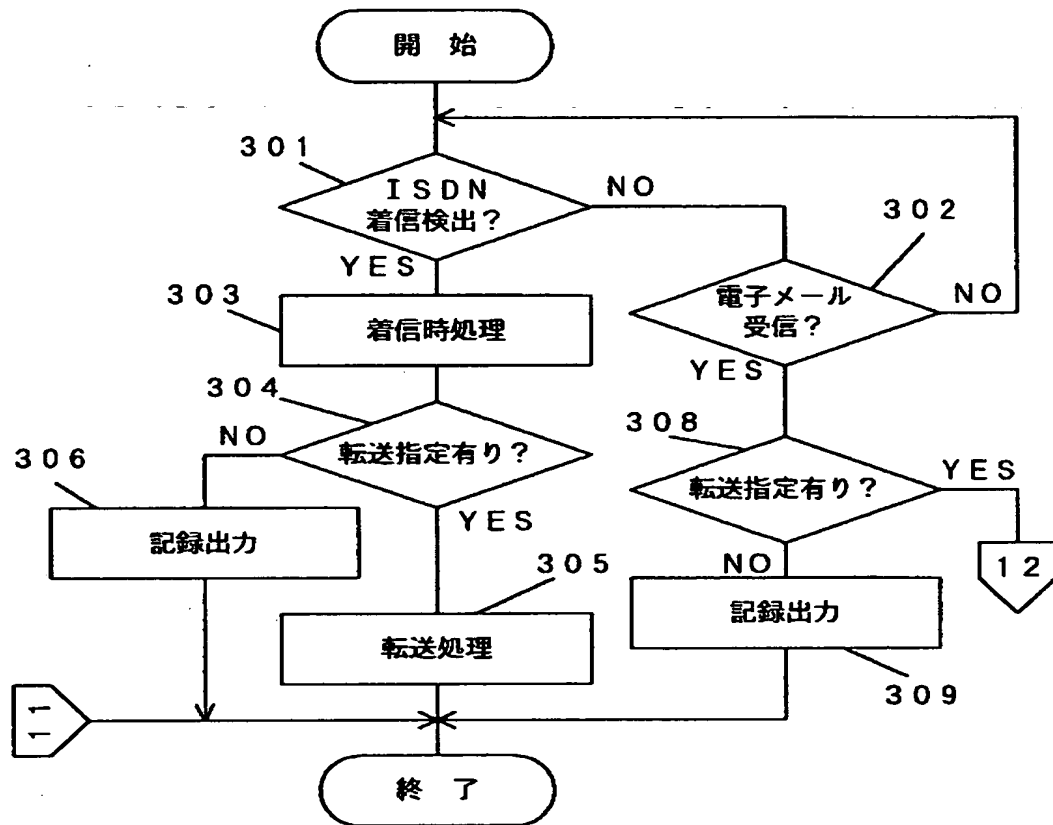 開 始
301
ISDN
着信検出?
NO
302
YES
電子メール
受信?
NO
303
着信時処理
YES
304
308
NO
転送指定有り?
YES
306
転送指定有り?
YES
記録出力
305
NO
12
転送処理
記録出力
309
11
終 了